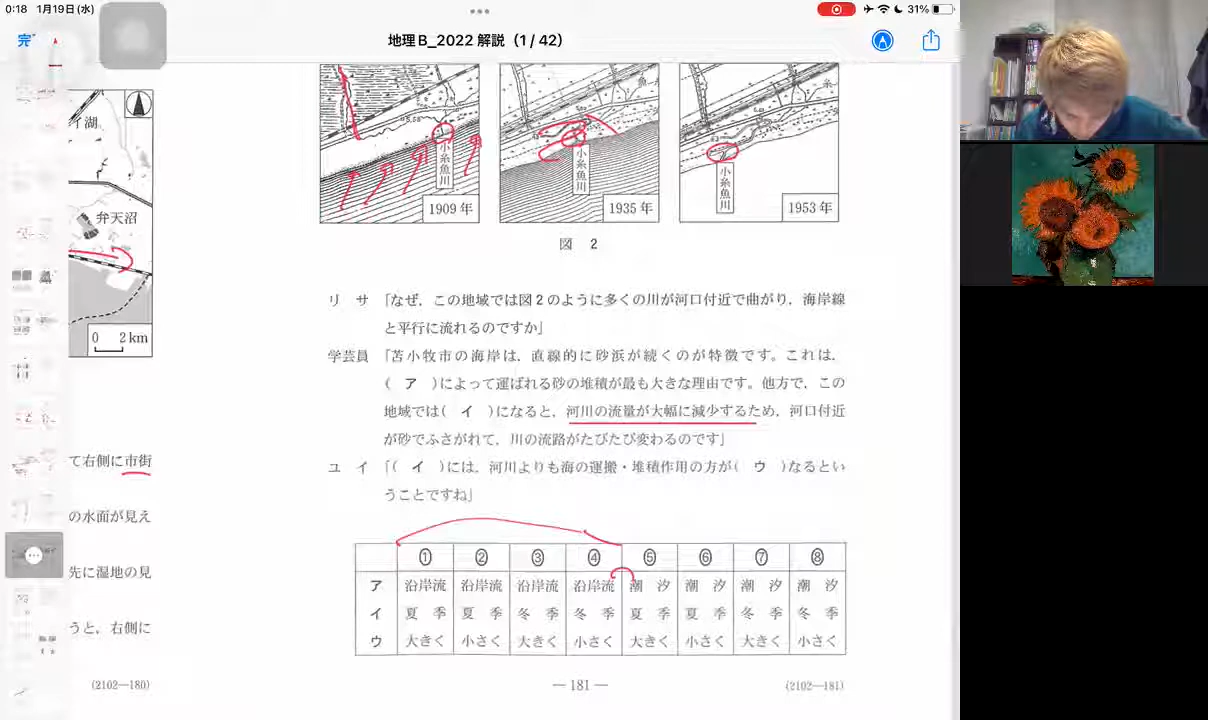 0:18 1月19日(水)
31%
完
地理B_2022 解説（1 / 42）
イ湖
弁天沼
0 2 km
小糸魚川
1909 年
小糸魚川
1935 年
小糸魚川
1953 年
図 2
リ サ 「なぜ，この地域では図2のように多くの川が河口付近で曲がり，海岸線
と平行に流れるのですか」
学芸員 「苫小牧市の海岸は，直線的に砂浜が続くのが特徴です。これは，
( ア )によって運ばれる砂の堆積が最も大きな理由です。他方で，この
地域では( イ )になると，河川の流量が大幅に減少するため，河口付近
が砂でふさがれて，川の流路がたびたび変わるのです」
ユ イ 「( イ )には，河川よりも海の運搬・堆積作用の方が( ウ )なるとい
うことですね」
て右側に市街
の水面が見え
先に湿地の見
うと，右側に
① ② ③ ④ ⑤ ⑥ ⑦ ⑧
ア 沿岸流 沿岸流 沿岸流 沿岸流 潮 汐 潮 汐 潮 汐 潮 汐
イ 夏 季 夏 季 冬 季 冬 季 夏 季 夏 季 冬 季 冬 季
ウ 大きく 小さく 大きく 小さく 大きく 小さく 大きく 小さく
(2102―180)
― 181 ―
(2102―181)